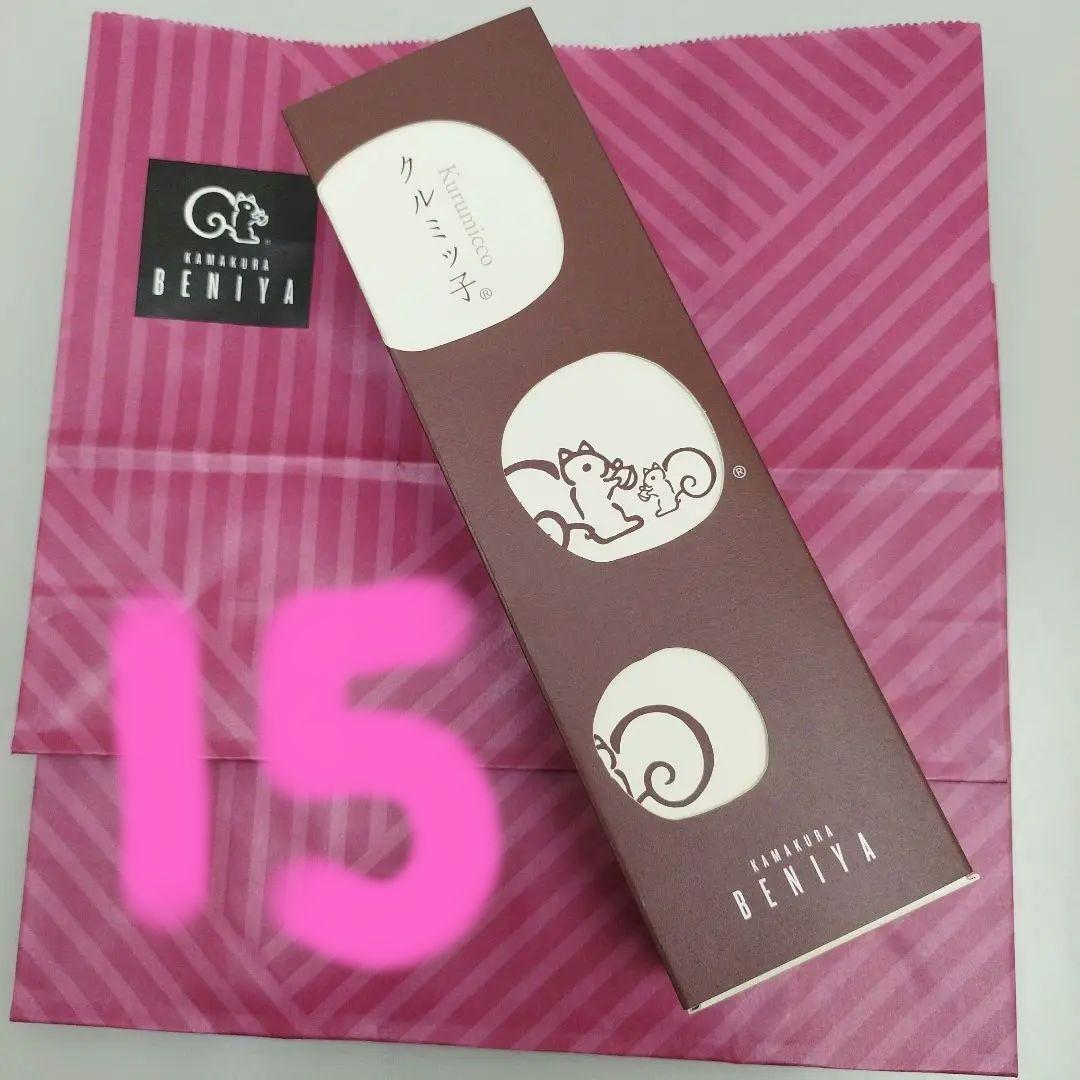 KAMAKURA
BENIYA
Kurumicco
クルミッ子®
®
KAMAKURA
BENIYA
15